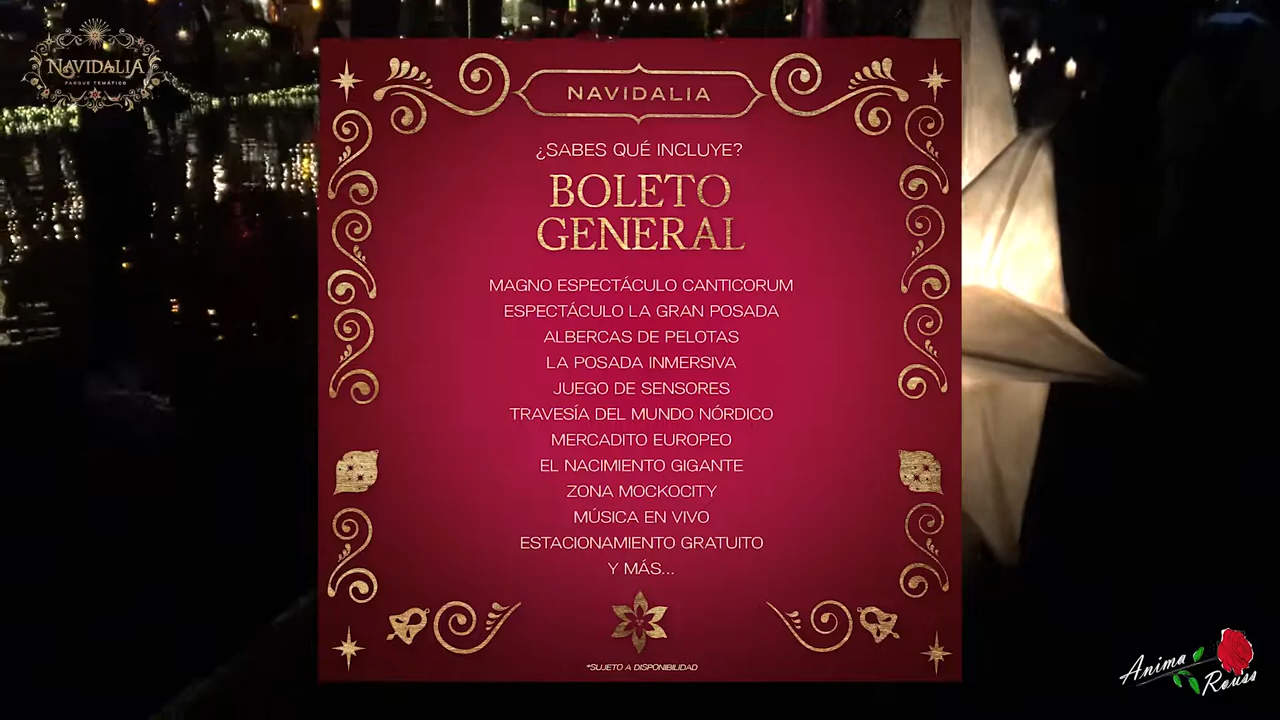 NAVIDALIA
PARQUE TEMÁTICO
NAVIDALIA
¿SABES QUÉ INCLUYE?
BOLETO
GENERAL
MAGNO ESPECTÁCULO CANTICORUM
ESPECTÁCULO LA GRAN POSADA
ALBERCAS DE PELOTAS
LA POSADA INMERSIVA
JUEGO DE SENSORES
TRAVESÍA DEL MUNDO NÓRDICO
MERCADITO EUROPEO
EL NACIMIENTO GIGANTE
ZONA MOCKOCITY
MÚSICA EN VIVO
ESTACIONAMIENTO GRATUITO
Y MÁS...
*SUJETO A DISPONIBILIDAD
Anima
Rouss